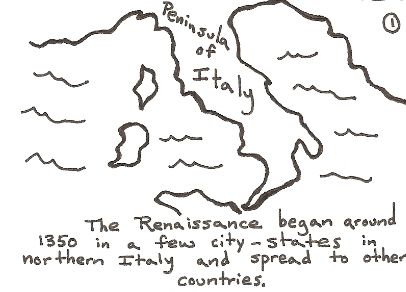 1
Peninsula
of
Italy
The Renaissance began around
1350 in a few city-states in
northern Italy and spread to other
countries.